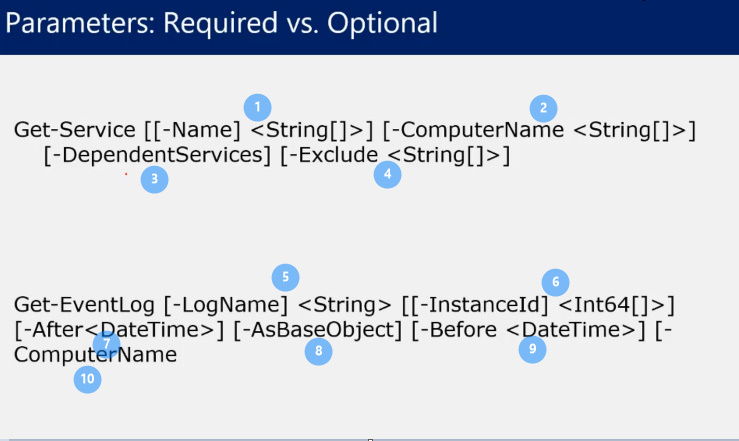 Parameters: Required vs. Optional
1
2
Get-Service [[-Name] <String[]>] [-ComputerName <String[]>]
[-DependentServices] [-Exclude <String[]>]
3
4
5
6
Get-EventLog [-LogName] <String> [[-InstanceId] <Int64[]>]
[-After<DateTime>] [-AsBaseObject] [-Before <DateTime>] [-
7
8
9
ComputerName
10